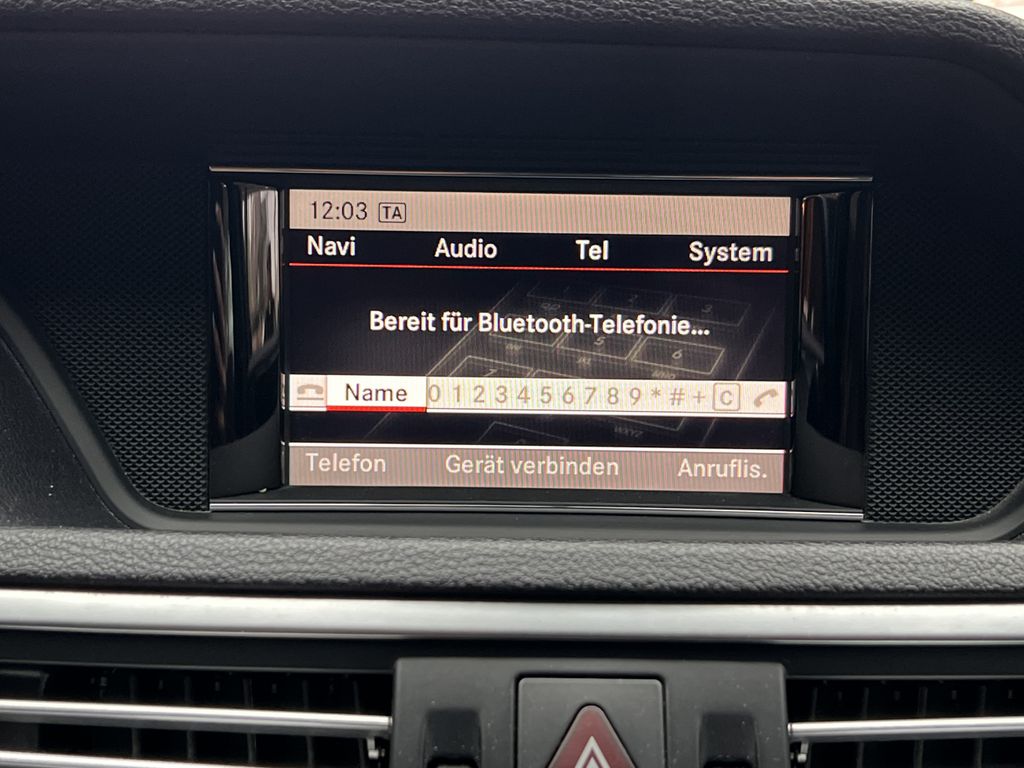 12:03 TA
Navi Audio Tel System
Bereit für Bluetooth-Telefonie...
Name 0 1 2 3 4 5 6 7 8 9 * # + C
Telefon Gerät verbinden Anruflis.